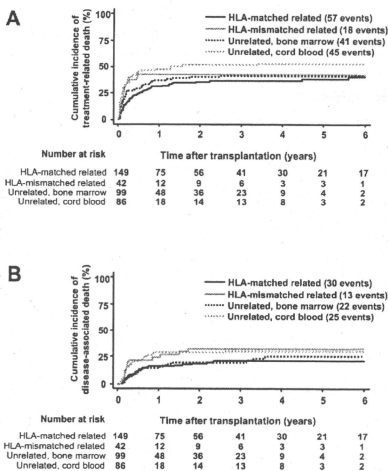 A
Cumulative incidence of
treatment-related death (%)
100
75
50
25
0
HLA-matched related (57 events)
HLA-mismatched related (18 events)
Unrelated, bone marrow (41 events)
Unrelated, cord blood (45 events)
0 1 2 3 4 5 6
Number at risk Time after transplantation (years)
HLA-matched related 149 75 56 41 30 21 17
HLA-mismatched related 42 12 9 6 3 3 1
Unrelated, bone marrow 99 48 36 23 9 4 2
Unrelated, cord blood 86 18 14 13 8 3 2
B
Cumulative incidence of
disease-associated death (%)
100
75
50
25
0
HLA-matched related (30 events)
HLA-mismatched related (13 events)
Unrelated, bone marrow (22 events)
Unrelated, cord blood (25 events)
0 1 2 3 4 5 6
Number at risk Time after transplantation (years)
HLA-matched related 149 75 56 41 30 21 17
HLA-mismatched related 42 12 9 6 3 3 1
Unrelated, bone marrow 99 48 36 23 9 4 2
Unrelated, cord blood 86 18 14 13 8 3 2